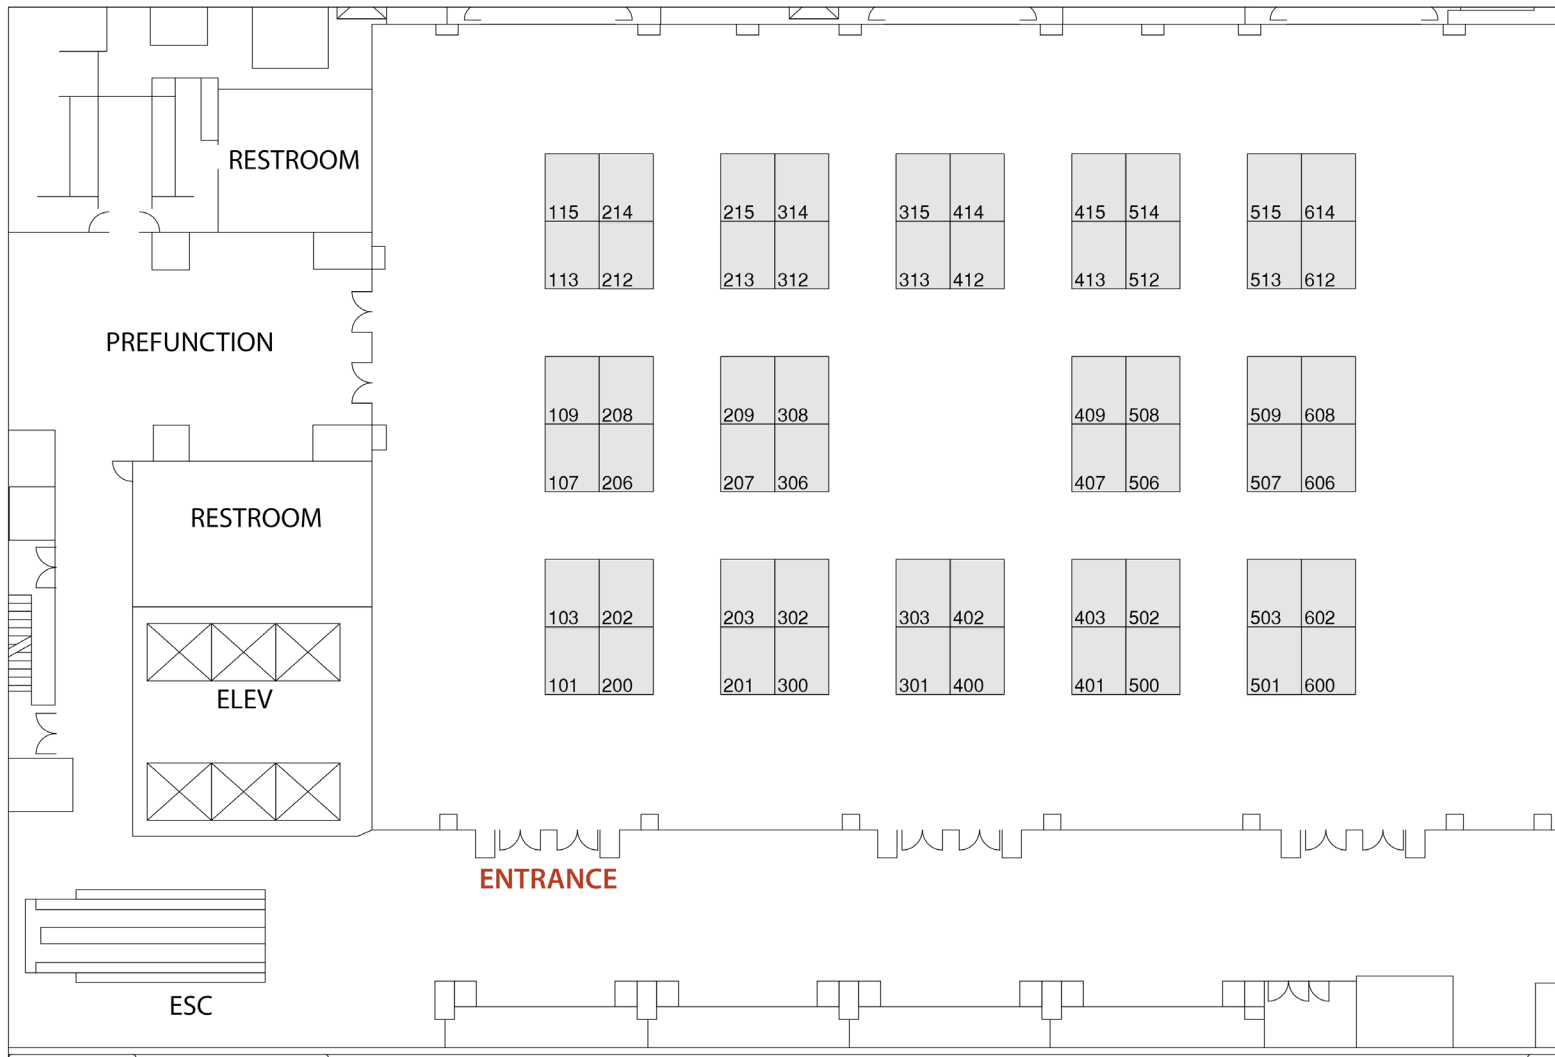 RESTROOM
115 214 215 314 315 414 415 514 515 614
113 212 213 312 313 412 413 512 513 612
PREFUNCTION
109 208 209 308 409 508 509 608
107 206 207 306 407 506 507 606
RESTROOM
103 202 203 302 303 402 403 502 503 602
101 200 201 300 301 400 401 500 501 600
ELEV
ENTRANCE
ESC